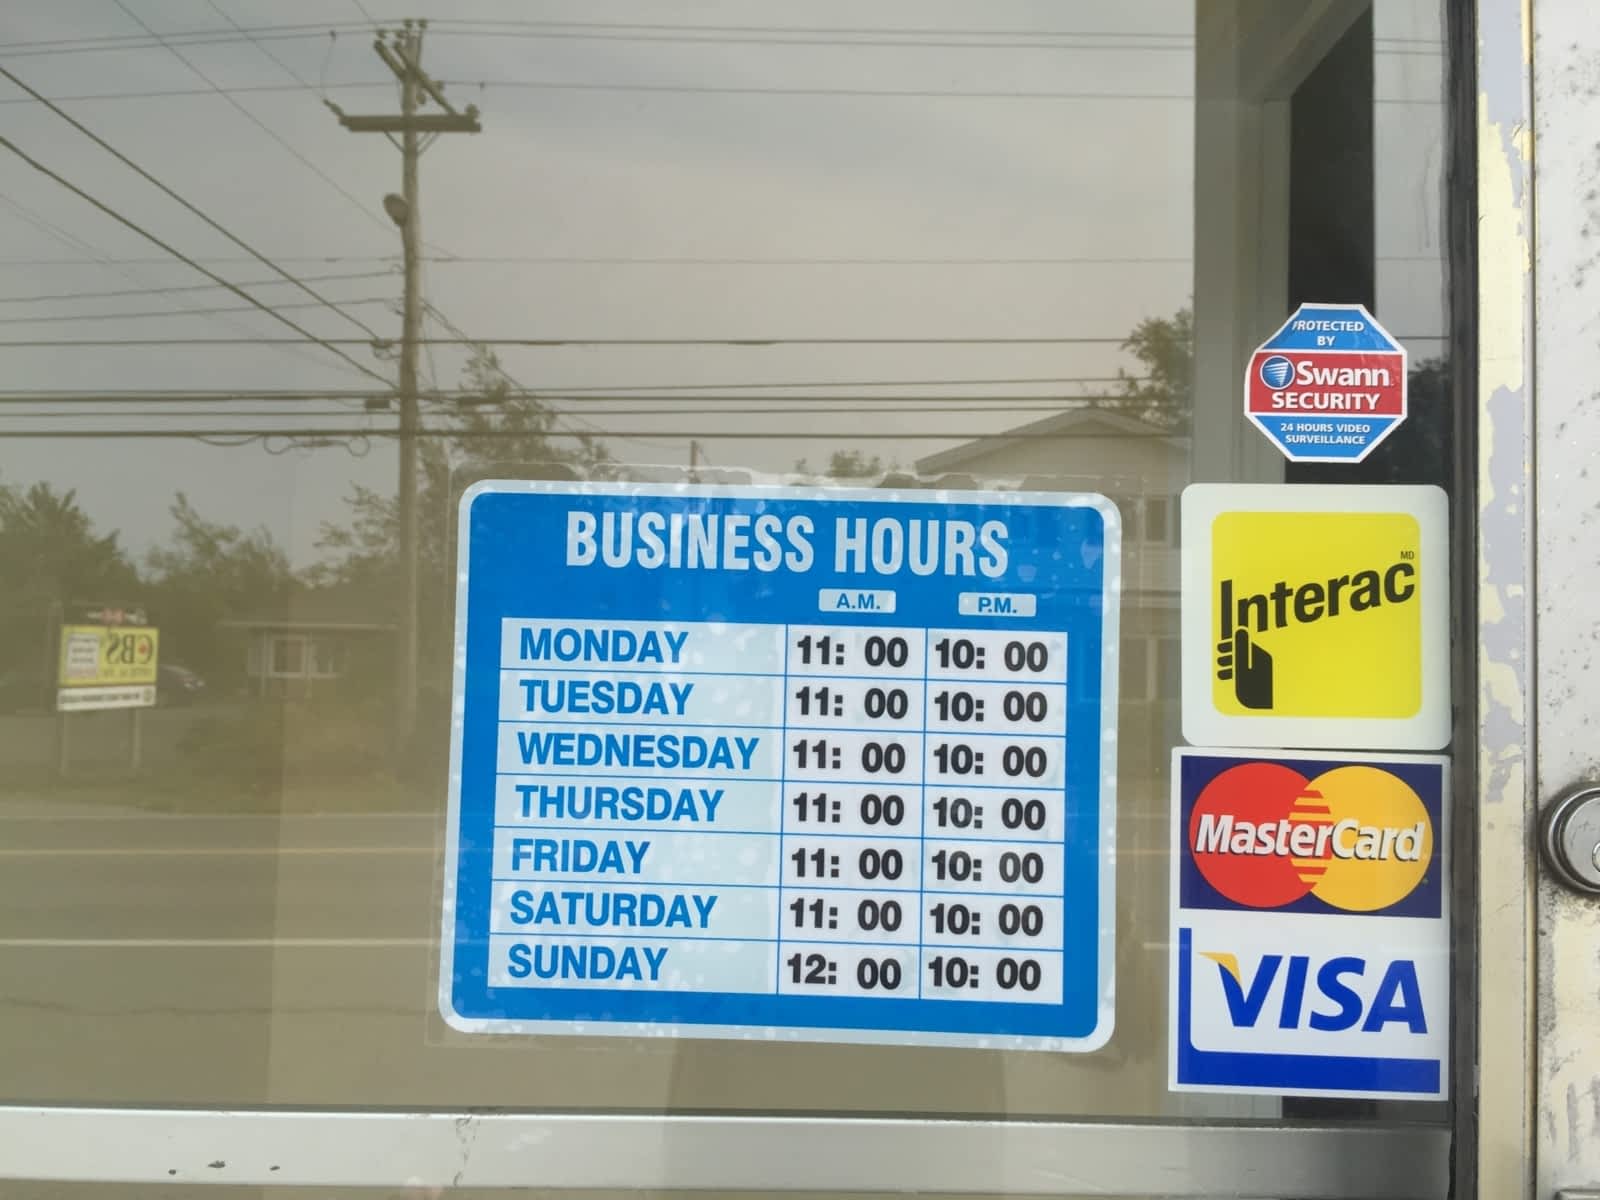 PROTECTED
BY
Swann
SECURITY
24 HOURS VIDEO
SURVEILLANCE
BUSINESS HOURS
A.M. P.M.
MONDAY 11: 00 10: 00
TUESDAY 11: 00 10: 00
WEDNESDAY 11: 00 10: 00
THURSDAY 11: 00 10: 00
FRIDAY 11: 00 10: 00
SATURDAY 11: 00 10: 00
SUNDAY 12: 00 10: 00
Interac MD
MasterCard
VISA
CBS